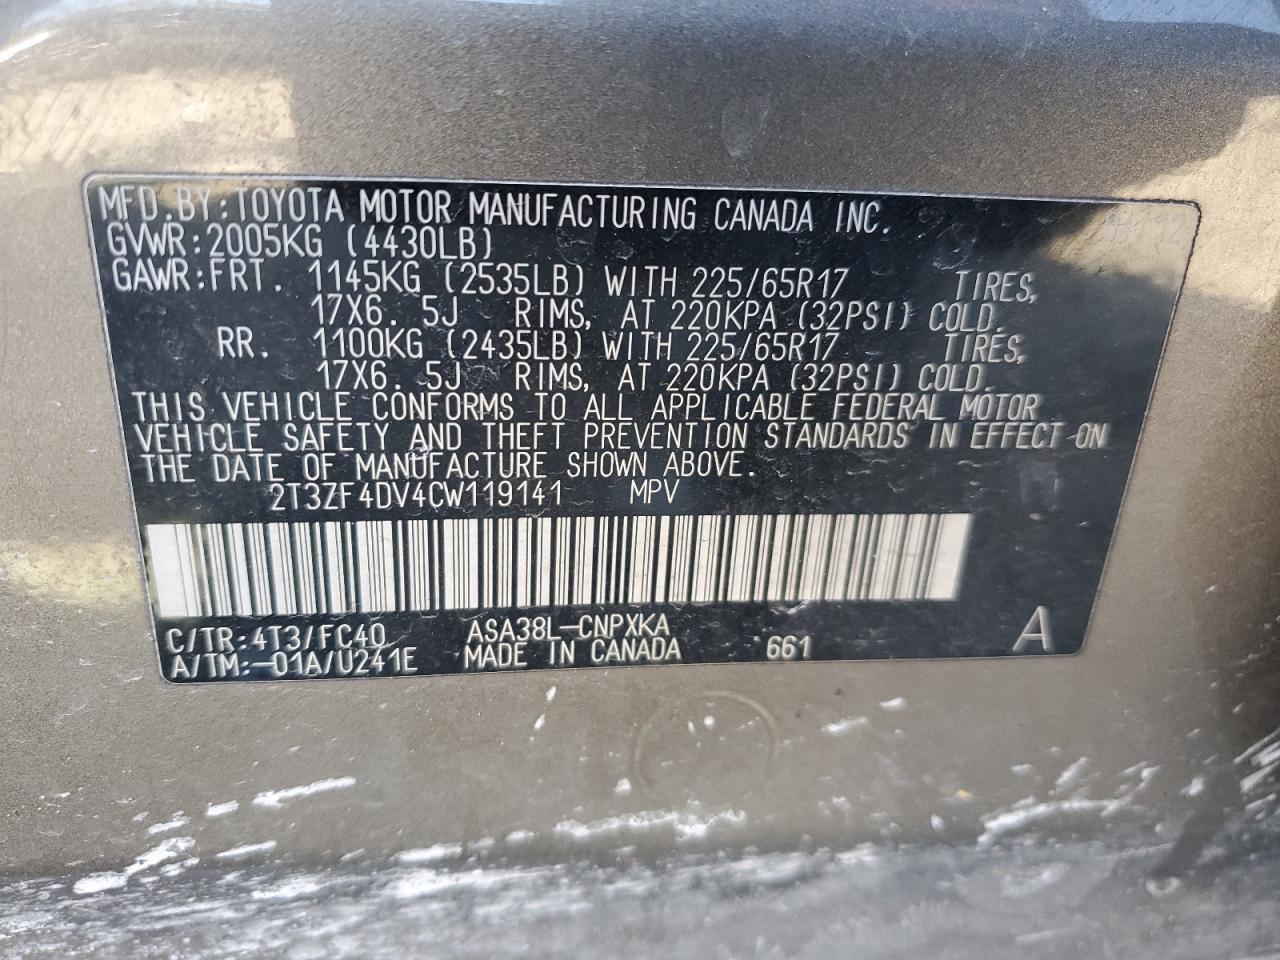 MFD.BY:TOYOTA MOTOR MANUFACTURING CANADA INC.
GVWR:2005KG (4430LB)
GAWR:FRT. 1145KG (2535LB) WITH 225/65R17 TIRES,
17X6. 5J RIMS, AT 220KPA (32PSI) COLD.
RR. 1100KG (2435LB) WITH 225/65R17 TIRES,
17X6. 5J RIMS, AT 220KPA (32PSI) COLD.
THIS VEHICLE CONFORMS TO ALL APPLICABLE FEDERAL MOTOR
VEHICLE SAFETY AND THEFT PREVENTION STANDARDS IN EFFECT ON
THE DATE OF MANUFACTURE SHOWN ABOVE.
2T3ZF4DV4CW119141 MPV
C/TR:4T3/FC40 ASA38L-CNPXKA
A/TM:-01A/U241E MADE IN CANADA 661 A